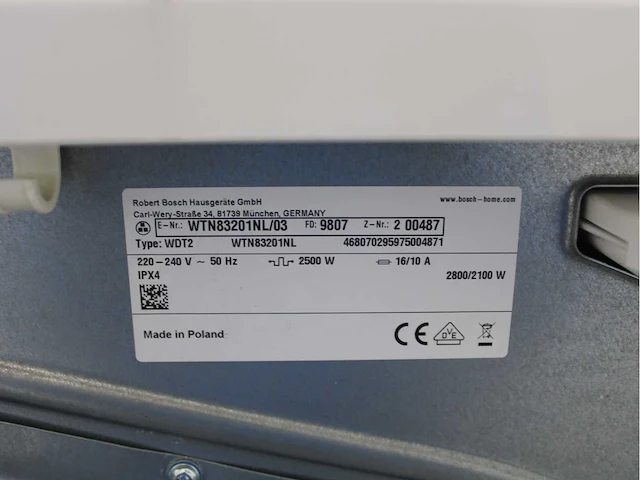 Robert Bosch Hausgeräte GmbH
www.bosch-home.com
Carl-Wery-Straße 34, 81739 München, GERMANY
E-Nr.: WTN83201NL/03 FD: 9807 Z-Nr.: 2 00487
Type: WDT2 WTN83201NL 468070295975004871
220-240 V ~ 50 Hz 2500 W 16/10 A
IPX4 2800/2100 W
Made in Poland CE DVE